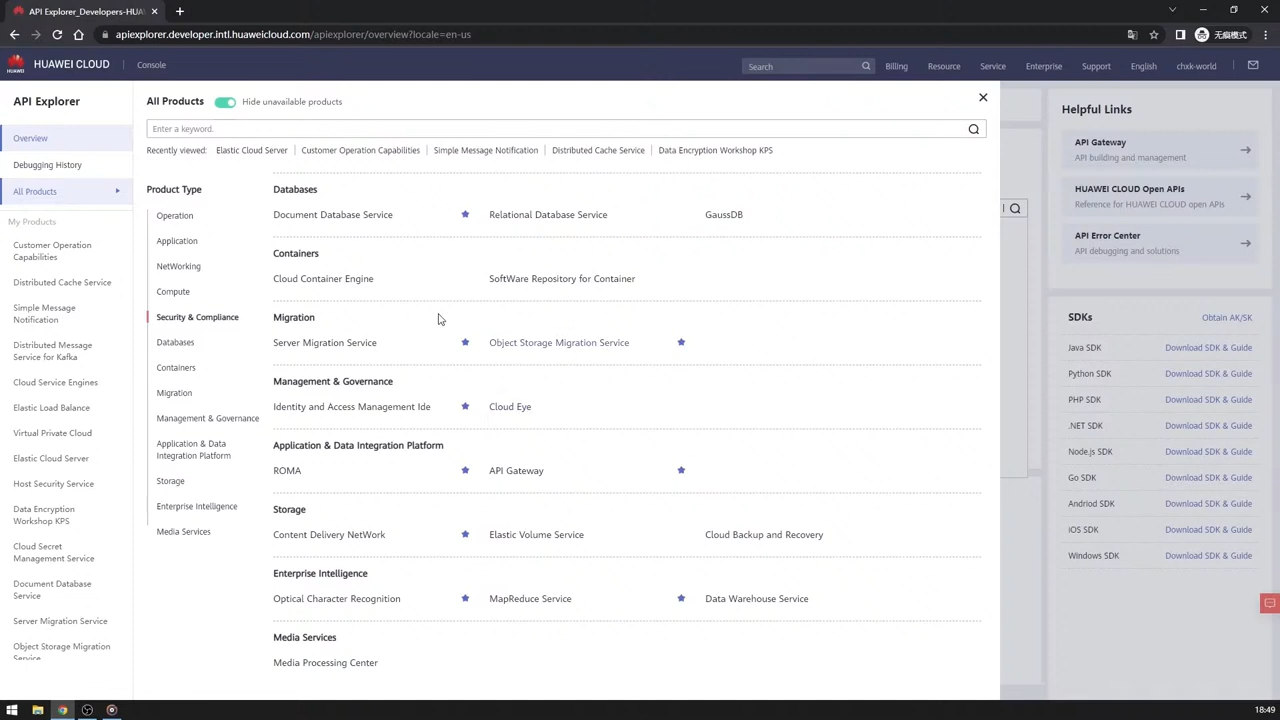 API Explorer_Developers-HUA
apiexplorer.developer.intl.huaweicloud.com/apiexplorer/overview?locale=en-us
无痕模式
HUAWEI
HUAWEI CLOUD
Console
Search
Billing
Resource
Service
Enterprise
Support
English
chxk-world
API Explorer
Overview
Debugging History
All Products
My Products
Customer Operation
Capabilities
Distributed Cache Service
Simple Message
Notification
Distributed Message
Service for Kafka
Cloud Service Engines
Elastic Load Balance
Virtual Private Cloud
Elastic Cloud Server
Host Security Service
Data Encryption
Workshop KPS
Cloud Secret
Management Service
Document Database
Service
Server Migration Service
Object Storage Migration
Service
All Products
Hide unavailable products
Enter a keyword.
Recently viewed:
Elastic Cloud Server
Customer Operation Capabilities
Simple Message Notification
Distributed Cache Service
Data Encryption Workshop KPS
Product Type
Operation
Application
NetWorking
Compute
Security & Compliance
Databases
Containers
Migration
Management & Governance
Application & Data
Integration Platform
Storage
Enterprise Intelligence
Media Services
Databases
Document Database Service
Relational Database Service
GaussDB
Containers
Cloud Container Engine
SoftWare Repository for Container
Migration
Server Migration Service
Object Storage Migration Service
Management & Governance
Identity and Access Management Ide
Cloud Eye
Application & Data Integration Platform
ROMA
API Gateway
Storage
Content Delivery NetWork
Elastic Volume Service
Cloud Backup and Recovery
Enterprise Intelligence
Optical Character Recognition
MapReduce Service
Data Warehouse Service
Media Services
Media Processing Center
Helpful Links
API Gateway
API building and management
HUAWEI CLOUD Open APIs
Reference for HUAWEI CLOUD open APIs
API Error Center
API debugging and solutions
SDKs
Obtain AK/SK
Java SDK
Download SDK & Guide
Python SDK
Download SDK & Guide
PHP SDK
Download SDK & Guide
.NET SDK
Download SDK & Guide
Node.js SDK
Download SDK & Guide
Go SDK
Download SDK & Guide
Andriod SDK
Download SDK & Guide
iOS SDK
Download SDK & Guide
Windows SDK
Download SDK & Guide
18:49